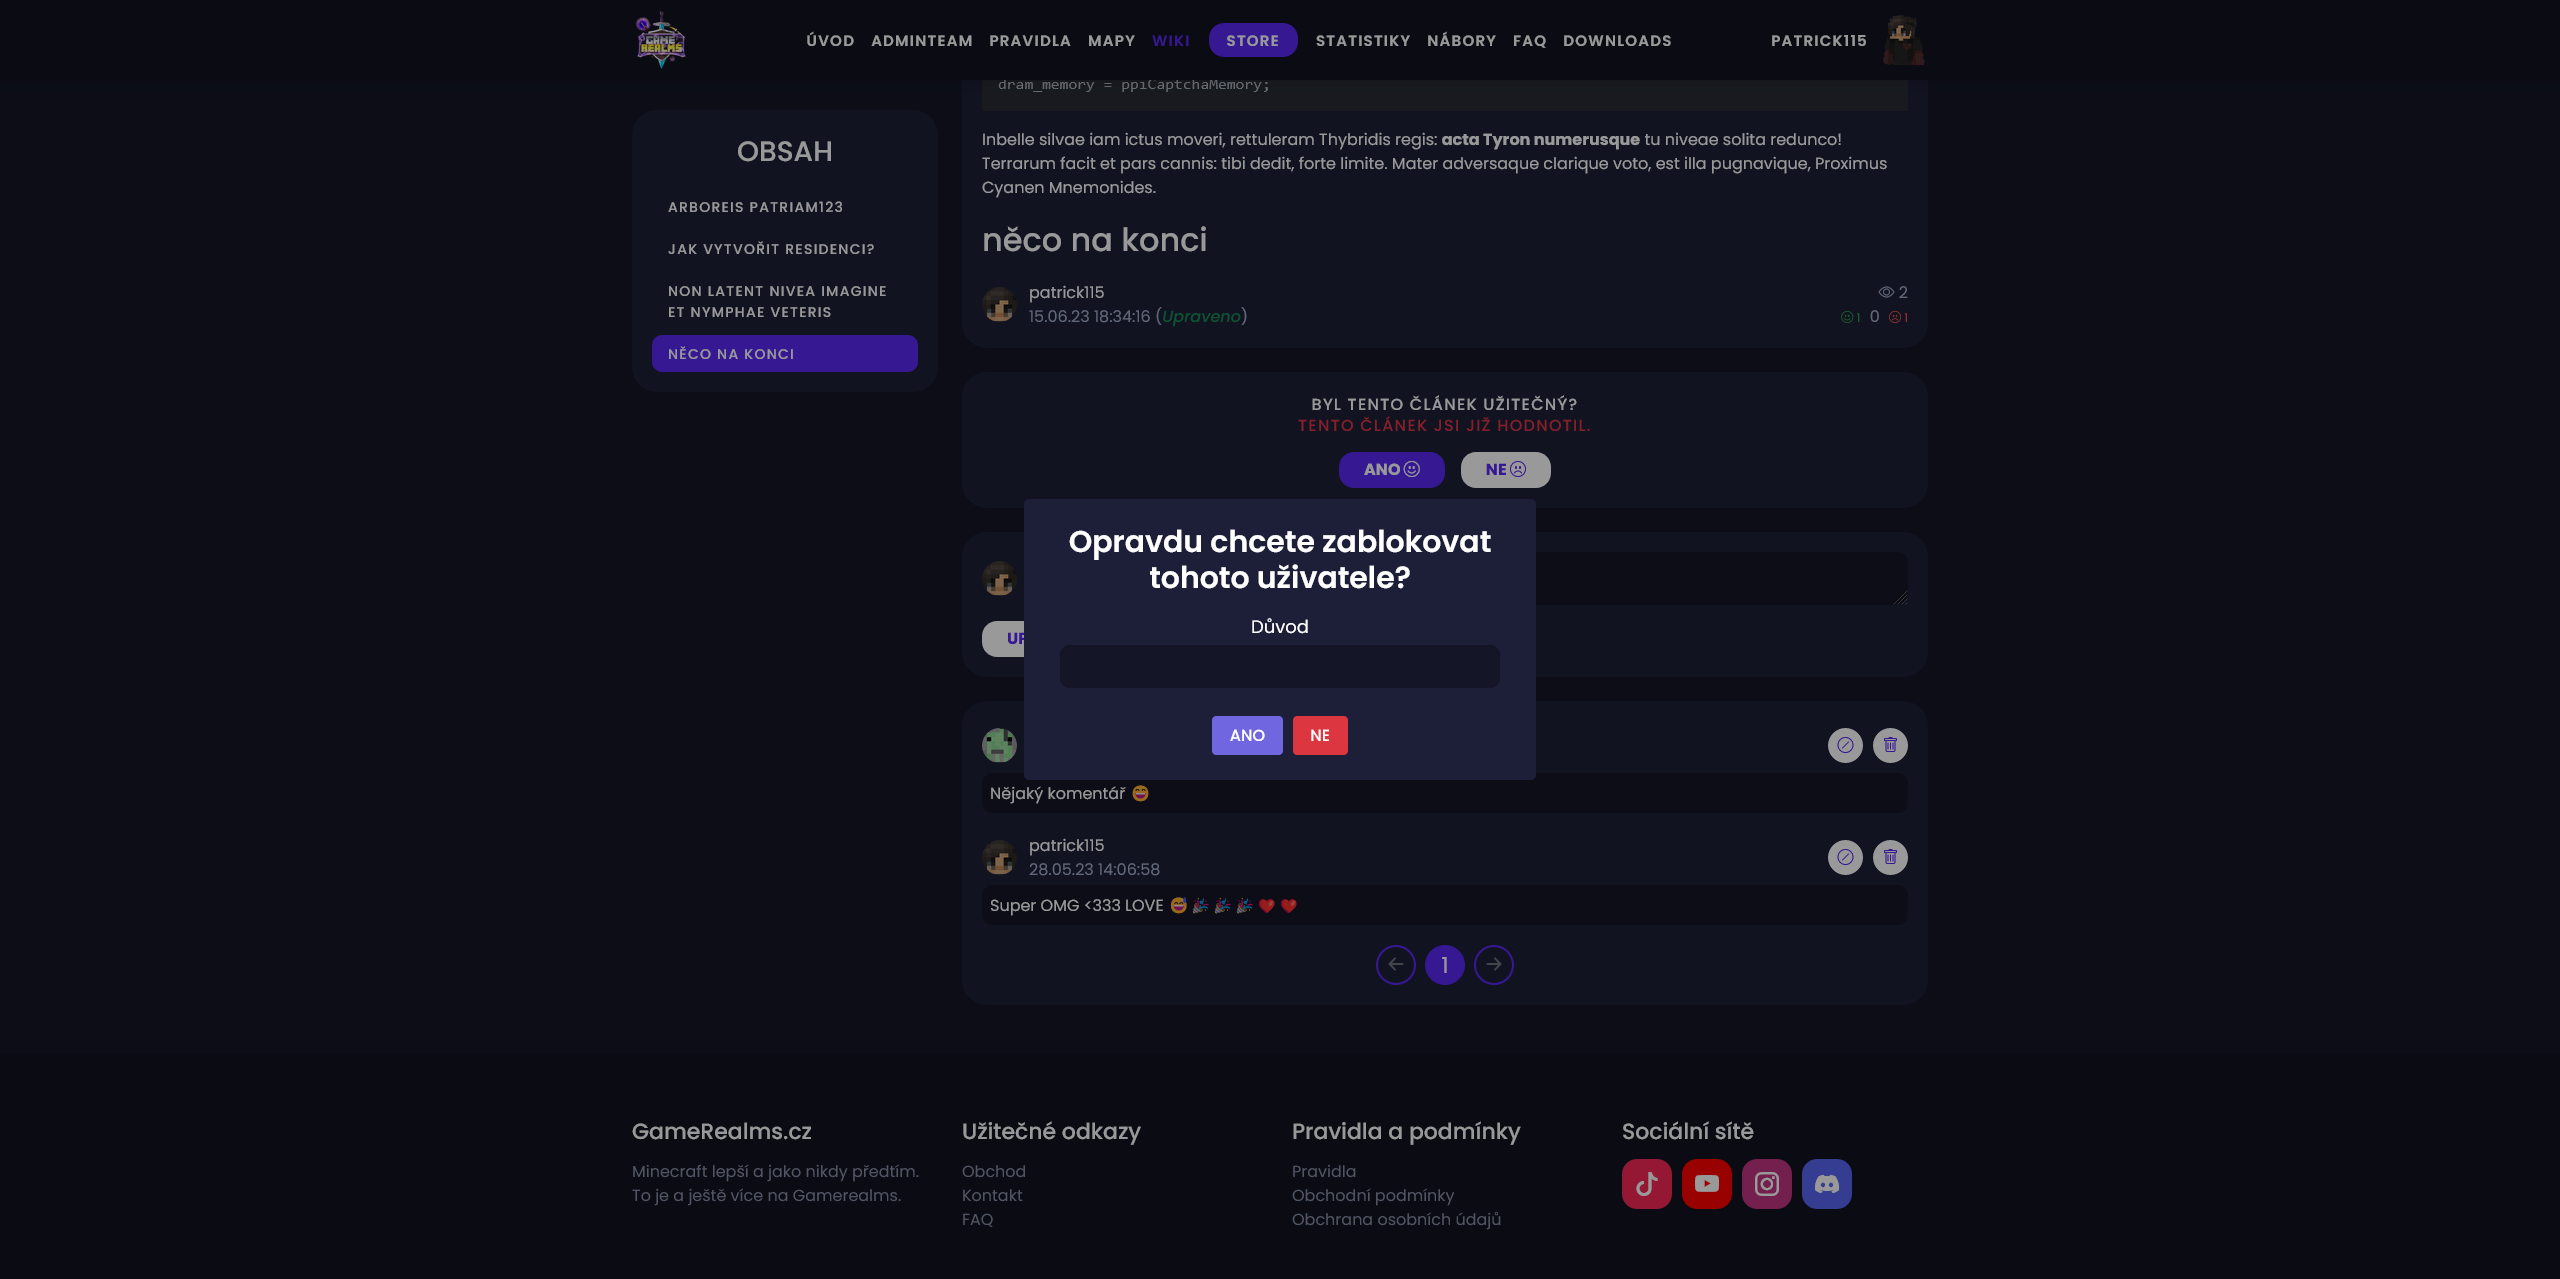 GAME
REALMS
ÚVOD ADMINTEAM PRAVIDLA MAPY WIKI STORE STATISTIKY NÁBORY FAQ DOWNLOADS PATRICK115
OBSAH
ARBOREIS PATRIAM123
JAK VYTVOŘIT RESIDENCI?
NON LATENT NIVEA IMAGINE
ET NYMPHAE VETERIS
NĚCO NA KONCI
dram_memory = ppiCaptchaMemory;
Inbelle silvae iam ictus moveri, rettuleram Thybridis regis: acta Tyron numerusque tu niveae solita redunco!
Terrarum facit et pars cannis: tibi dedit, forte limite. Mater adversaque clarique voto, est illa pugnavique, Proximus
Cyanen Mnemonides.
něco na konci
patrick115
15.06.23 18:34:16 (Upraveno)
2
1 0 1
BYL TENTO ČLÁNEK UŽITEČNÝ?
TENTO ČLÁNEK JSI JIŽ HODNOTIL.
ANO NE
Opravdu chcete zablokovat
tohoto uživatele?
Důvod
ANO NE
Nějaký komentář 😄
patrick115
28.05.23 14:06:58
Super OMG <333 LOVE 😅 🎉 🎉 🎉 ❤️ ❤️
← 1 →
GameRealms.cz
Minecraft lepší a jako nikdy předtím.
To je a ještě více na Gamerealms.
Užitečné odkazy
Obchod
Kontakt
FAQ
Pravidla a podmínky
Pravidla
Obchodní podmínky
Obchrana osobních údajů
Sociální sítě